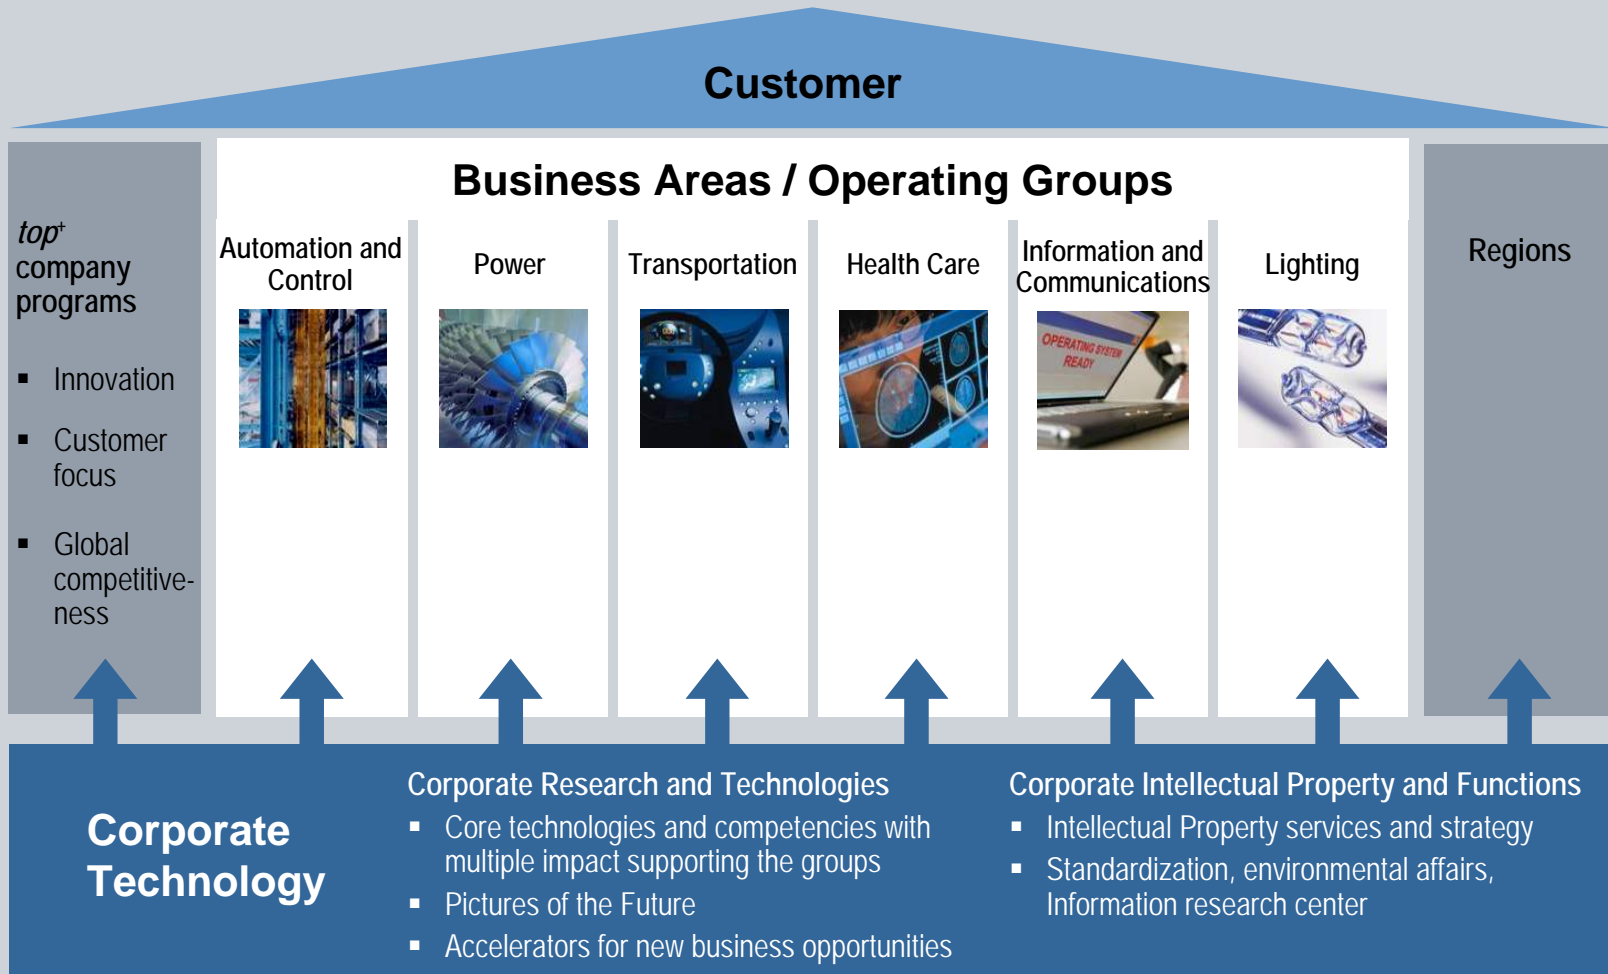 Customer
Business Areas / Operating Groups
top+
company
programs
▪ Innovation
▪ Customer
focus
▪ Global
competitive-
ness
Automation and
Control
Power
Transportation
Health Care
Information and
Communications
OPERATING SYSTEM
READY
Lighting
Regions
Corporate
Technology
Corporate Research and Technologies
▪ Core technologies and competencies with
multiple impact supporting the groups
▪ Pictures of the Future
▪ Accelerators for new business opportunities
Corporate Intellectual Property and Functions
▪ Intellectual Property services and strategy
▪ Standardization, environmental affairs,
Information research center